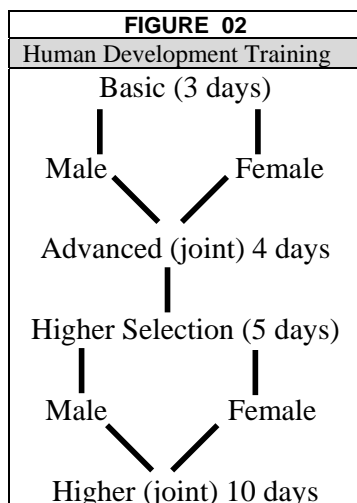 FIGURE 02
Human Development Training
Basic (3 days)
Male Female
Advanced (joint) 4 days
Higher Selection (5 days)
Male Female
Higher (joint) 10 days